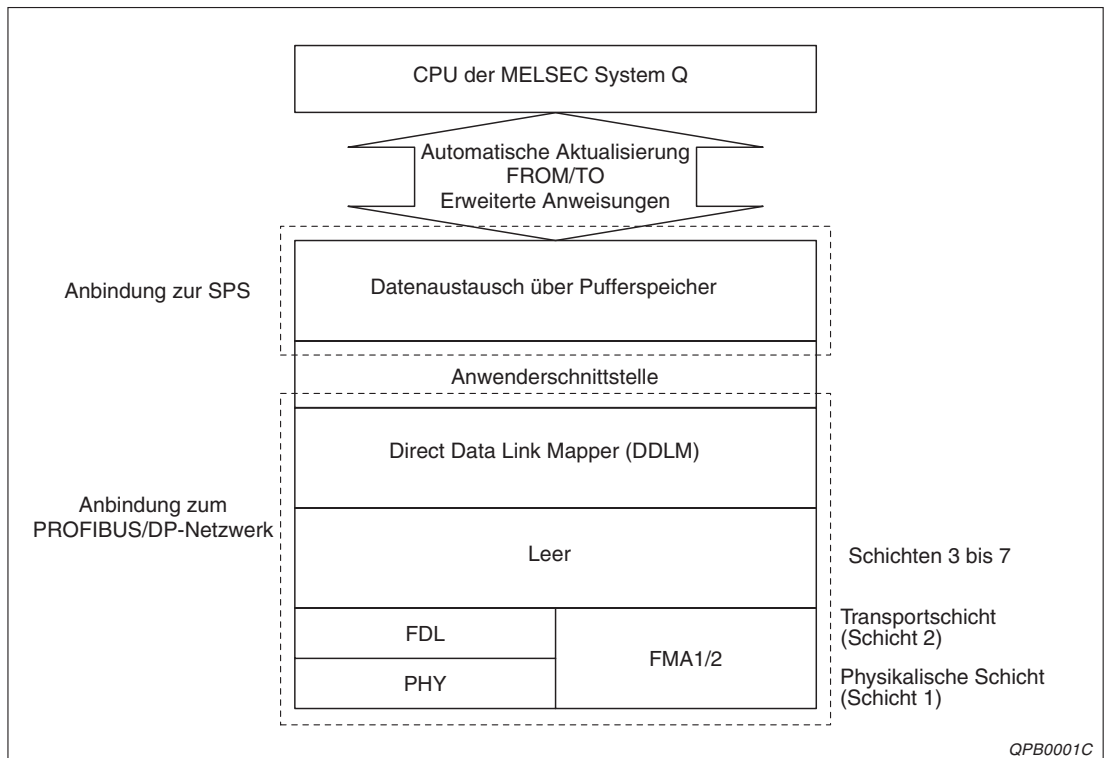 CPU der MELSEC System Q
Automatische Aktualisierung
FROM/TO
Erweiterte Anweisungen
Anbindung zur SPS
Datenaustausch über Pufferspeicher
Anwenderschnittstelle
Direct Data Link Mapper (DDLM)
Anbindung zum
PROFIBUS/DP-Netzwerk
Leer
Schichten 3 bis 7
FDL
Transportschicht
(Schicht 2)
FMA1/2
PHY
Physikalische Schicht
(Schicht 1)
QPB0001C